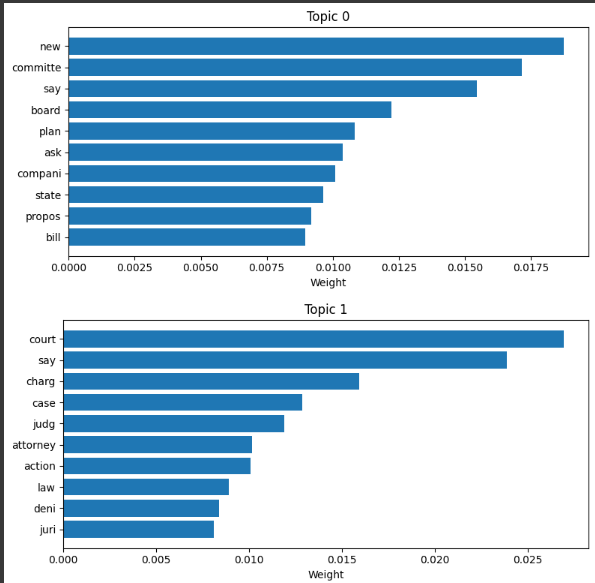 Topic 0
new
committe
say
board
plan
ask
compani
state
propos
bill
0.0000 0.0025 0.0050 0.0075 0.0100 0.0125 0.0150 0.0175
Weight
Topic 1
court
say
charg
case
judg
attorney
action
law
deni
juri
0.000 0.005 0.010 0.015 0.020 0.025
Weight